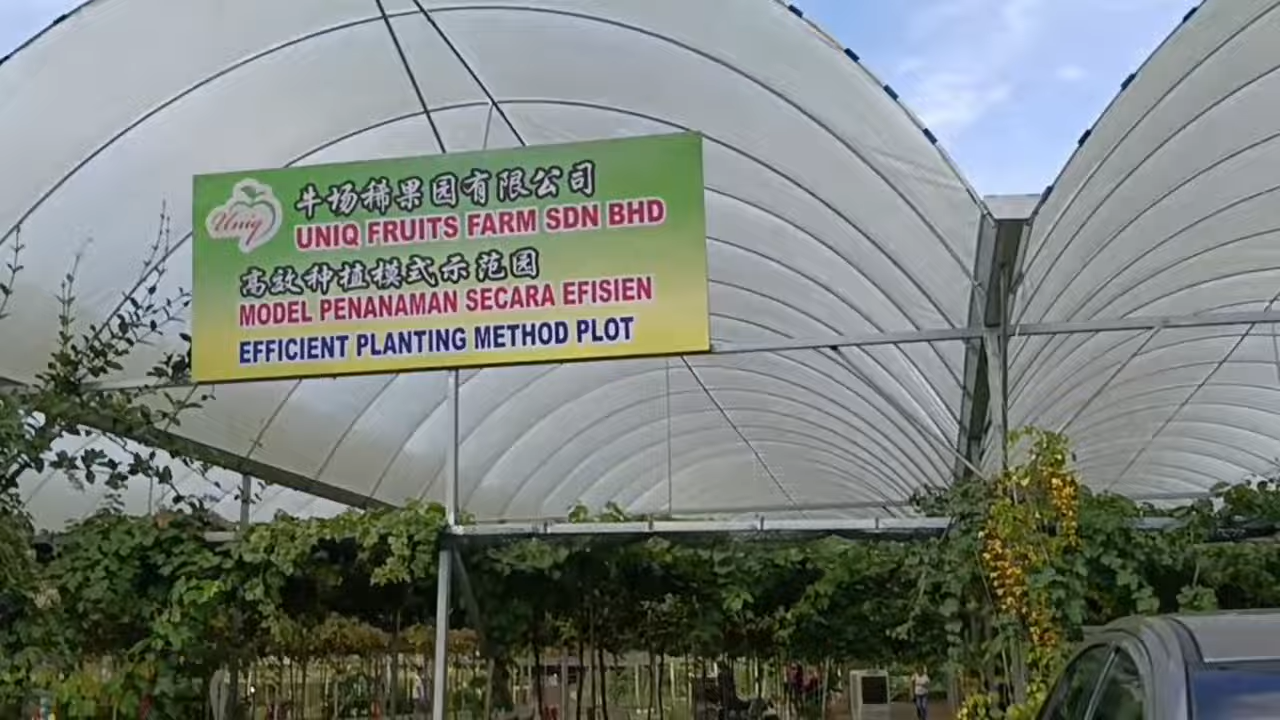 Uniq
牛场稀果园有限公司
UNIQ FRUITS FARM SDN BHD
高效种植模式示范园
MODEL PENANAMAN SECARA EFISIEN
EFFICIENT PLANTING METHOD PLOT